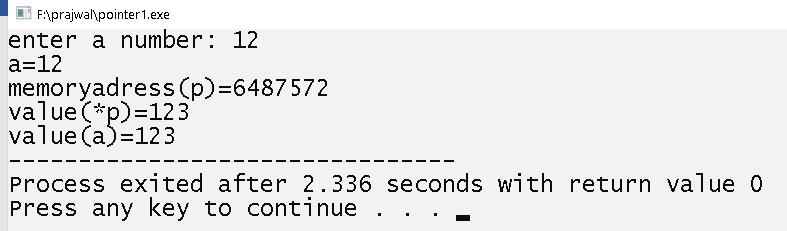 F:\prajwal\pointer1.exe
enter a number: 12
a=12
memoryadress(p)=6487572
value(*p)=123
value(a)=123
--------------------------------
Process exited after 2.336 seconds with return value 0
Press any key to continue . . .